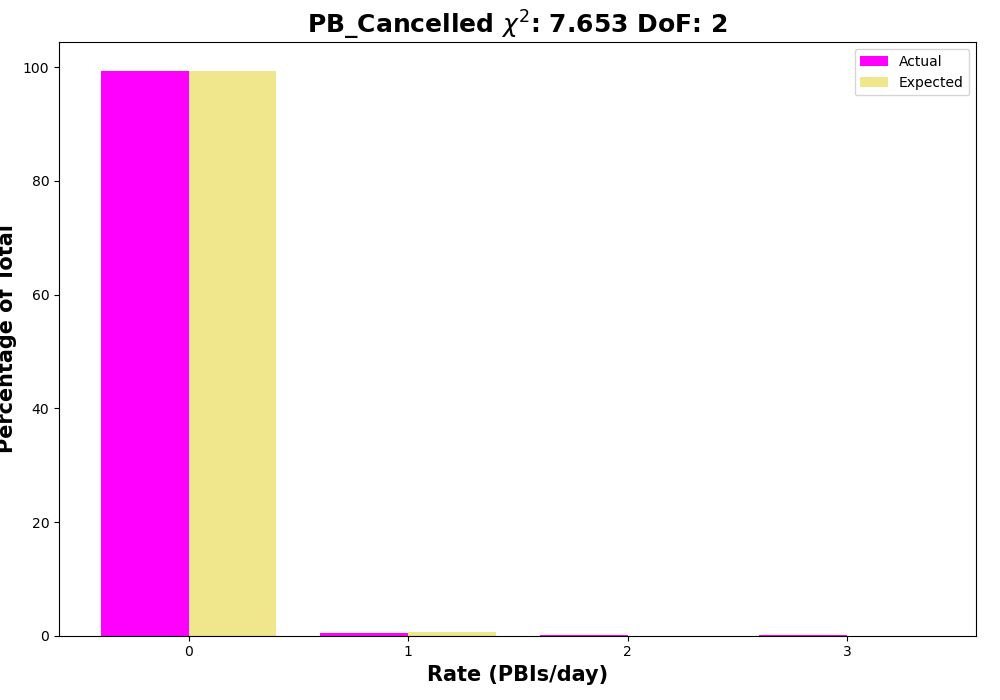 PB_Cancelled χ²: 7.653 DoF: 2
Actual
Expected
100
80
60
40
20
0
Percentage of Total
0 1 2 3
Rate (PBIs/day)